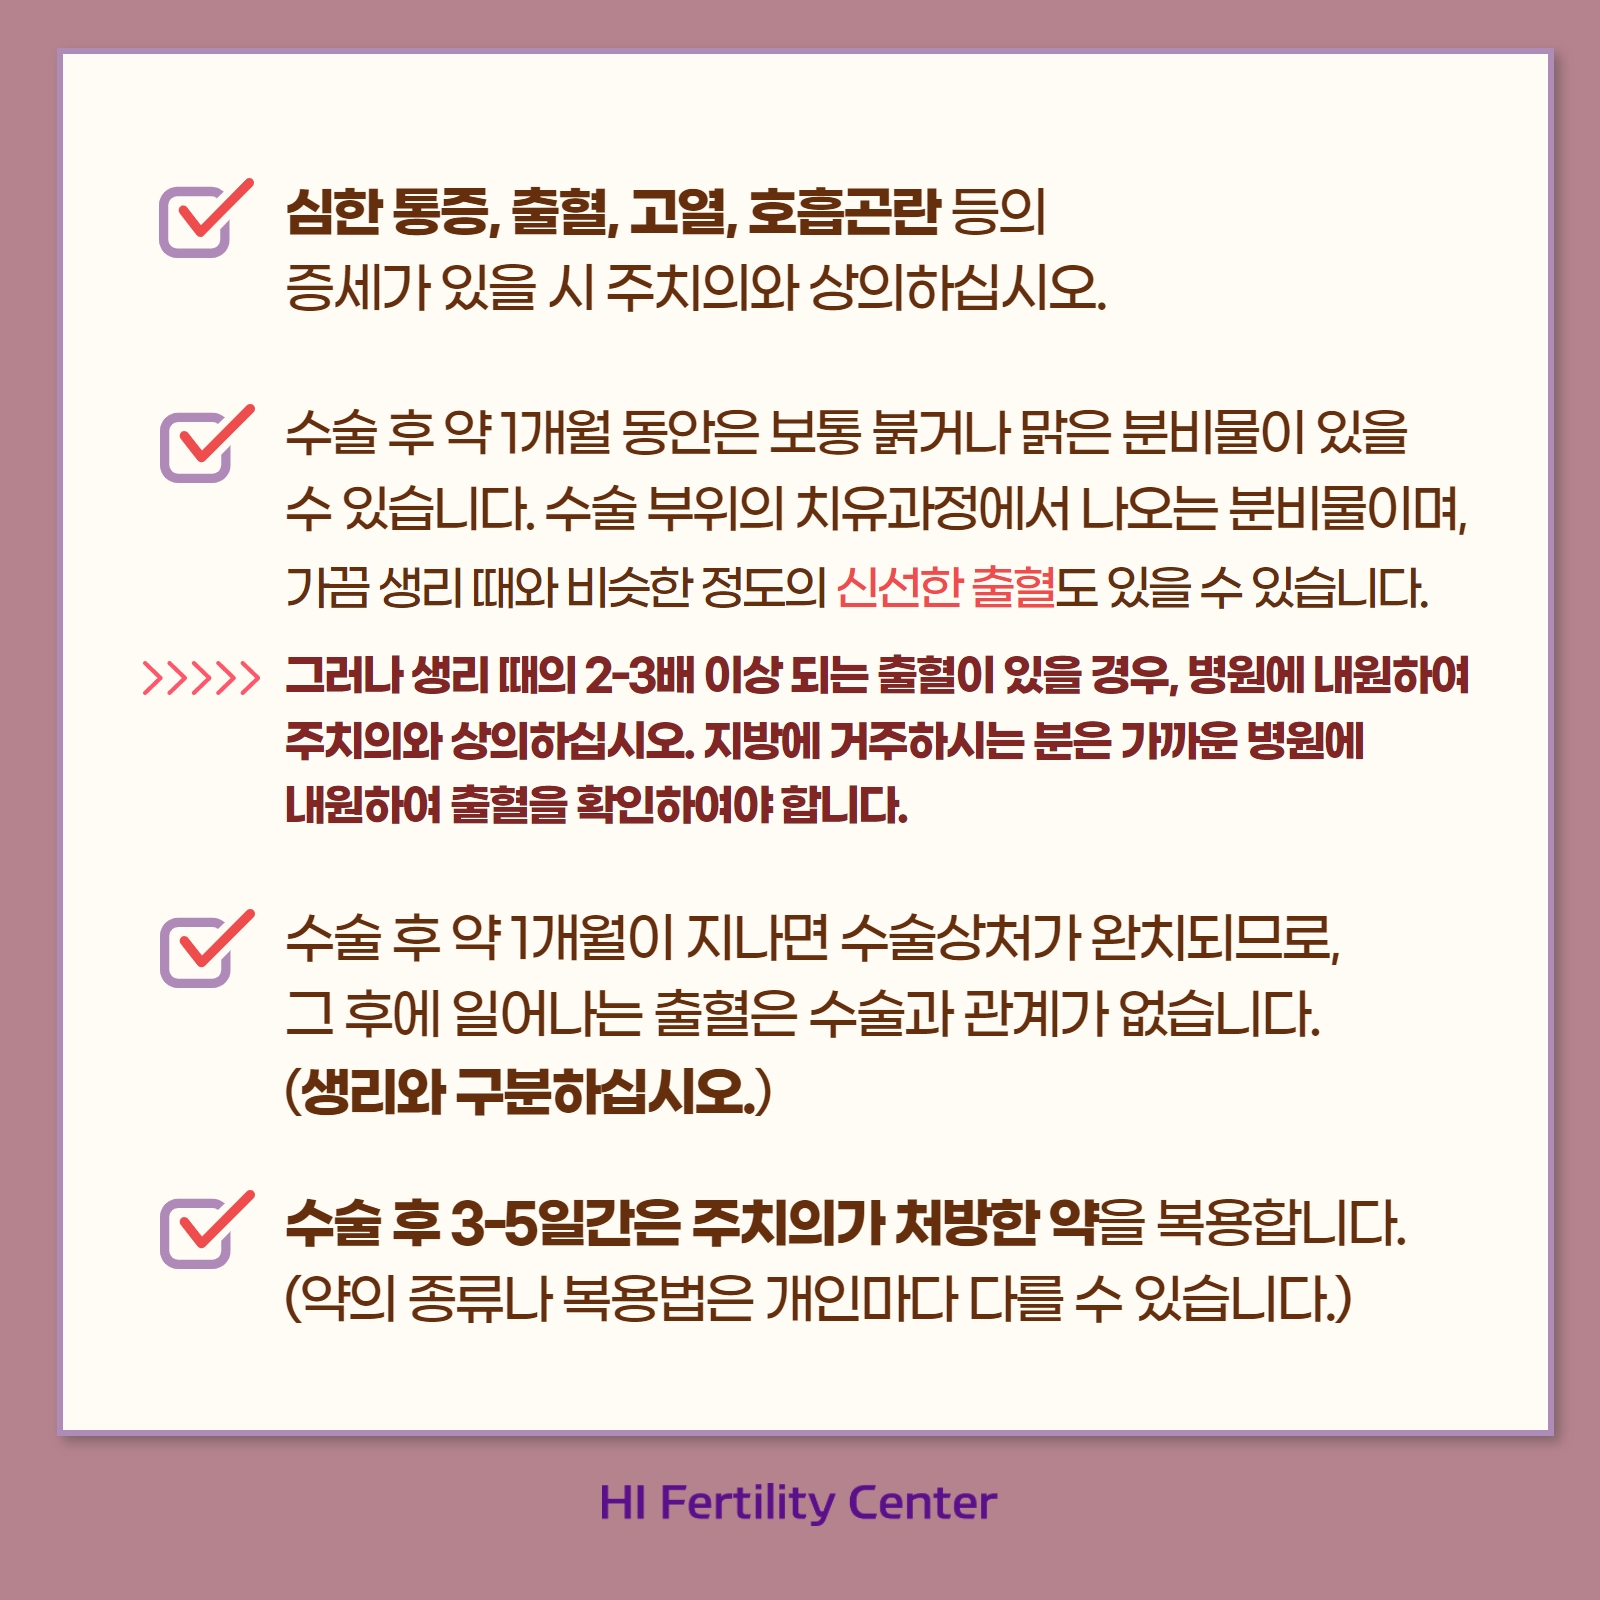 심한 통증, 출혈, 고열, 호흡곤란 등의
증세가 있을 시 주치의와 상의하십시오.
수술 후 약 1개월 동안은 보통 붉거나 맑은 분비물이 있을
수 있습니다. 수술 부위의 치유과정에서 나오는 분비물이며,
가끔 생리 때와 비슷한 정도의 신선한 출혈도 있을 수 있습니다.
그러나 생리 때의 2-3배 이상 되는 출혈이 있을 경우, 병원에 내원하여
주치의와 상의하십시오. 지방에 거주하시는 분은 가까운 병원에
내원하여 출혈을 확인하여야 합니다.
수술 후 약 1개월이 지나면 수술상처가 완치되므로,
그 후에 일어나는 출혈은 수술과 관계가 없습니다.
(생리와 구분하십시오.)
수술 후 3-5일간은 주치의가 처방한 약을 복용합니다.
(약의 종류나 복용법은 개인마다 다를 수 있습니다.)
HI Fertility Center